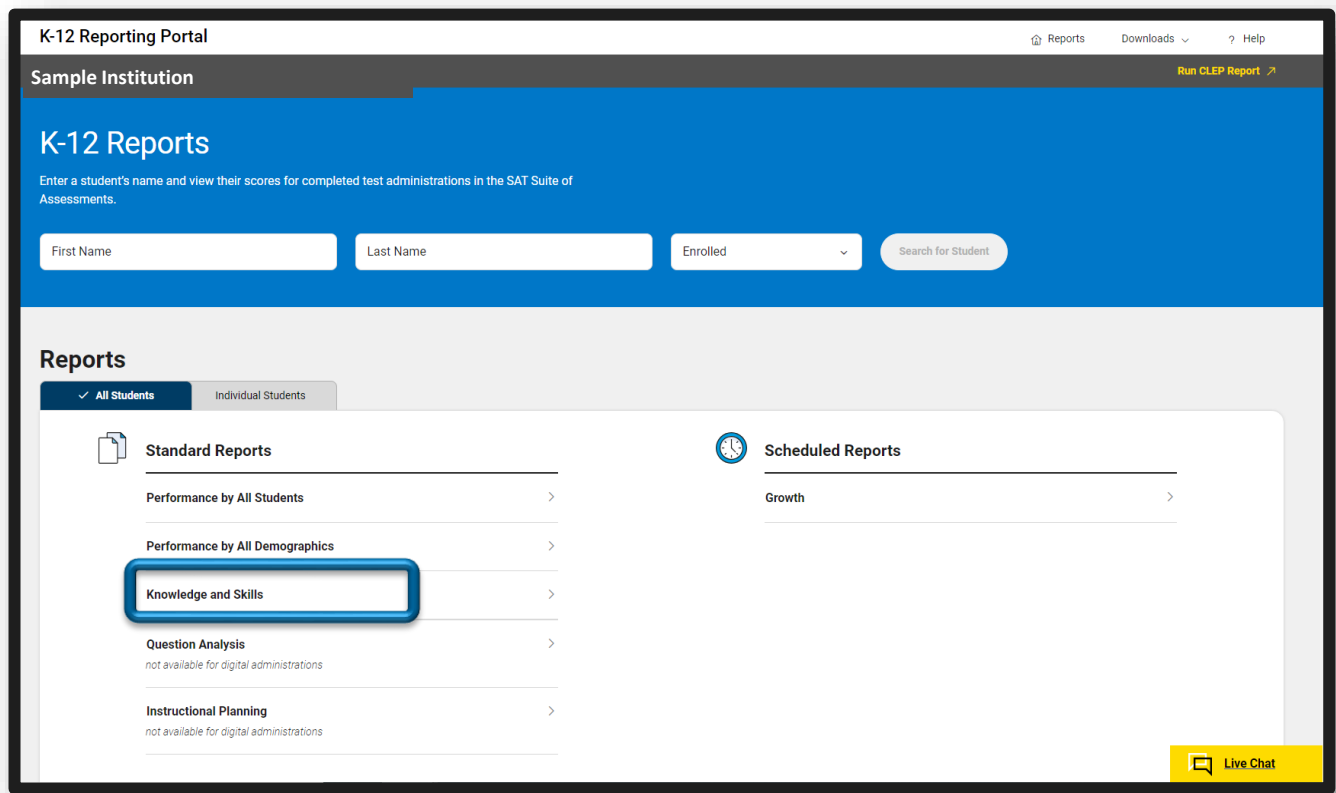 K-12 Reporting Portal
Reports Downloads ? Help
Sample Institution
Run CLEP Report
K-12 Reports
Enter a student's name and view their scores for completed test administrations in the SAT Suite of
Assessments.
First Name Last Name Enrolled Search for Student
Reports
All Students Individual Students
Standard Reports
Performance by All Students
Performance by All Demographics
Knowledge and Skills
Question Analysis
not available for digital administrations
Instructional Planning
not available for digital administrations
Scheduled Reports
Growth
Live Chat